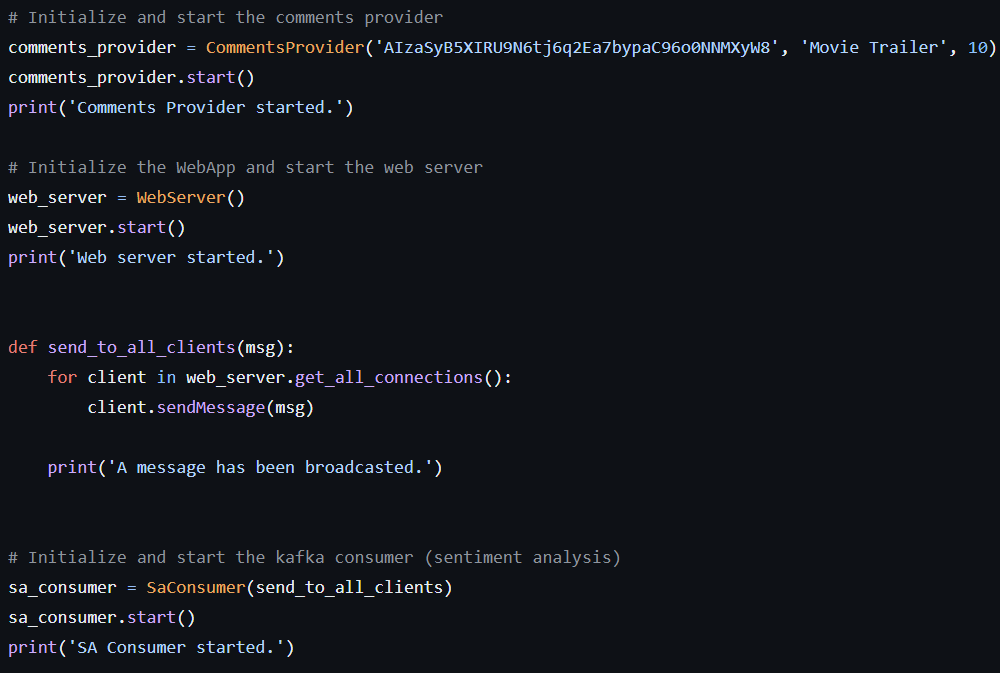 # Initialize and start the comments provider
comments_provider = CommentsProvider('AIzaSyB5XIRU9N6tj6q2Ea7bypaC96o0NNMXyW8', 'Movie Trailer', 10)
comments_provider.start()
print('Comments Provider started.')
# Initialize the WebApp and start the web server
web_server = WebServer()
web_server.start()
print('Web server started.')
def send_to_all_clients(msg):
    for client in web_server.get_all_connections():
        client.sendMessage(msg)
    print('A message has been broadcasted.')
# Initialize and start the kafka consumer (sentiment analysis)
sa_consumer = SaConsumer(send_to_all_clients)
sa_consumer.start()
print('SA Consumer started.')